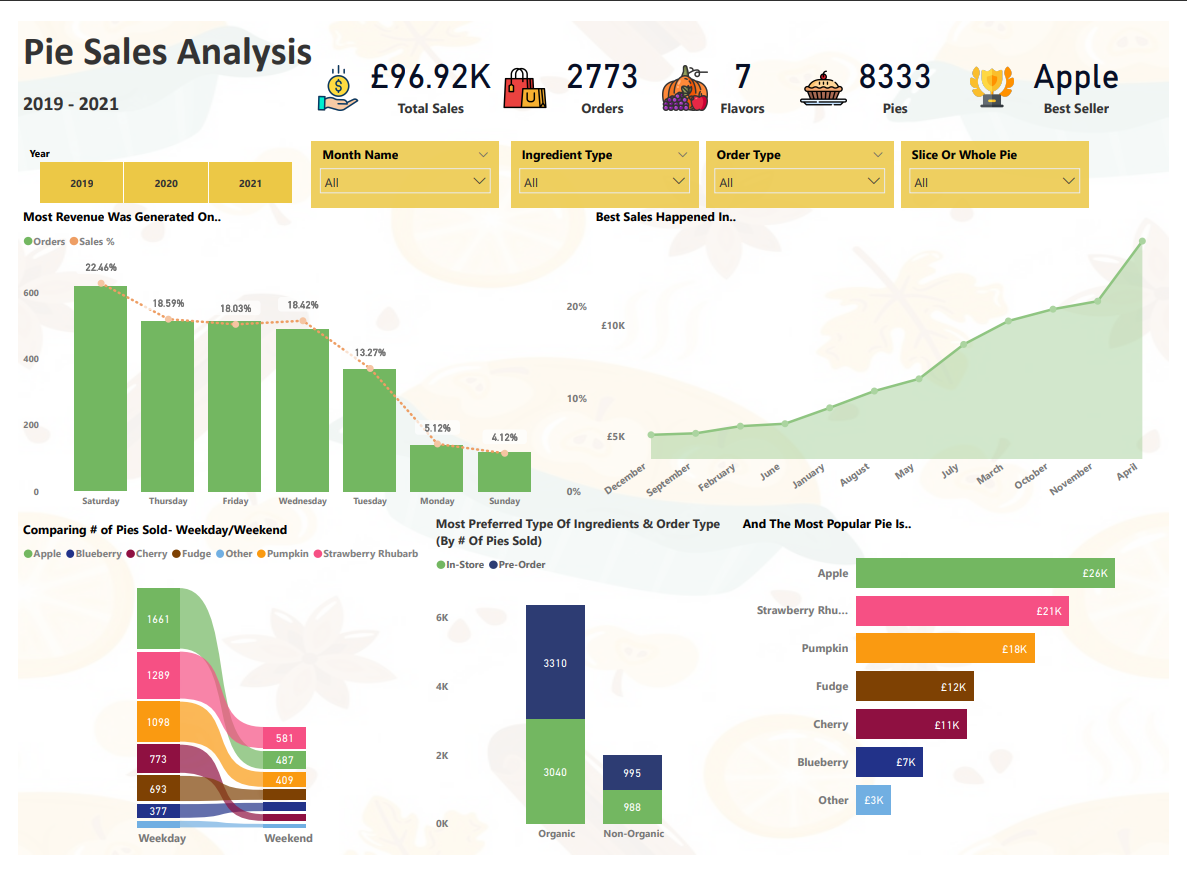 Pie Sales Analysis
2019 - 2021
£96.92K
Total Sales
2773
Orders
7
Flavors
8333
Pies
Apple
Best Seller
Year
2019 2020 2021
Month Name
All
Ingredient Type
All
Order Type
All
Slice Or Whole Pie
All
Most Revenue Was Generated On..
Orders Sales %
22.46%
18.59%
18.03%
18.42%
13.27%
5.12%
4.12%
600
400
200
0
20%
10%
0%
Saturday Thursday Friday Wednesday Tuesday Monday Sunday
Best Sales Happened In..
£10K
£5K
December September February June January August May July March October November April
Comparing # of Pies Sold- Weekday/Weekend
Apple Blueberry Cherry Fudge Other Pumpkin Strawberry Rhubarb
1661
1289
1098
773
693
377
581
487
409
Weekday Weekend
Most Preferred Type Of Ingredients & Order Type
(By # Of Pies Sold)
In-Store Pre-Order
6K
4K
2K
0K
3310
3040
995
988
Organic Non-Organic
And The Most Popular Pie Is..
Apple £26K
Strawberry Rhu... £21K
Pumpkin £18K
Fudge £12K
Cherry £11K
Blueberry £7K
Other £3K